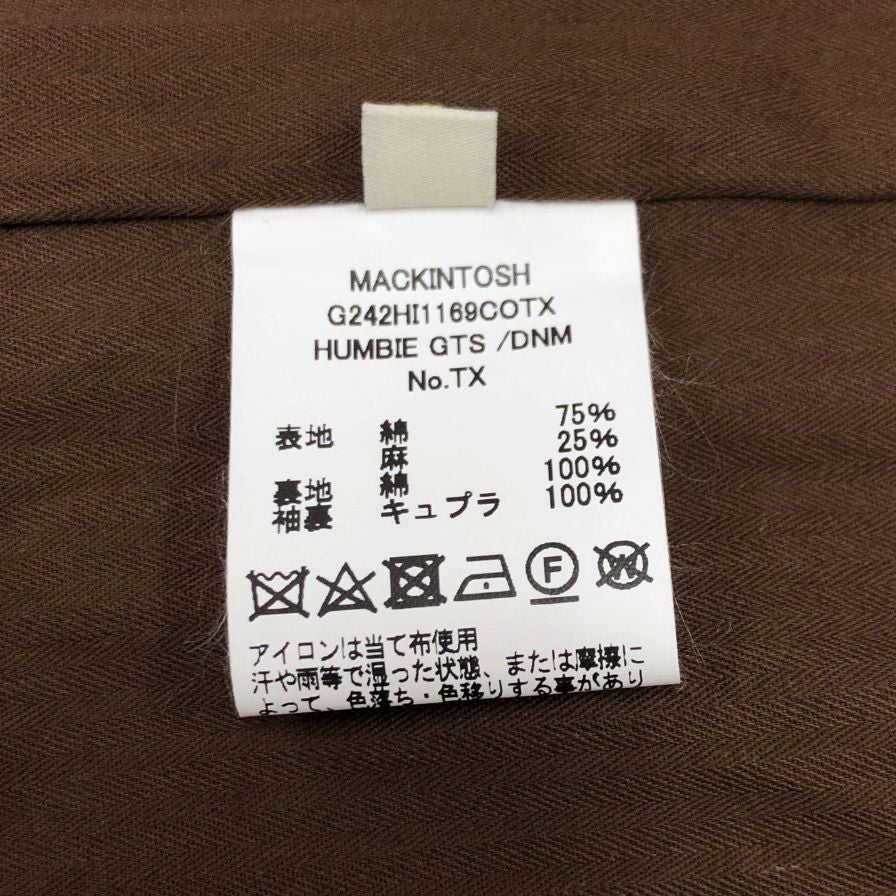 MACKINTOSH
G242HI1169COTX
HUMBIE GTS /DNM
No.TX
表地 綿 75%
麻 25%
裏地 綿 100%
袖裏 キュプラ 100%
F
W
アイロンは当て布使用
汗や雨等で湿った状態、または摩擦に
よって、色落ち・色移りする事があり